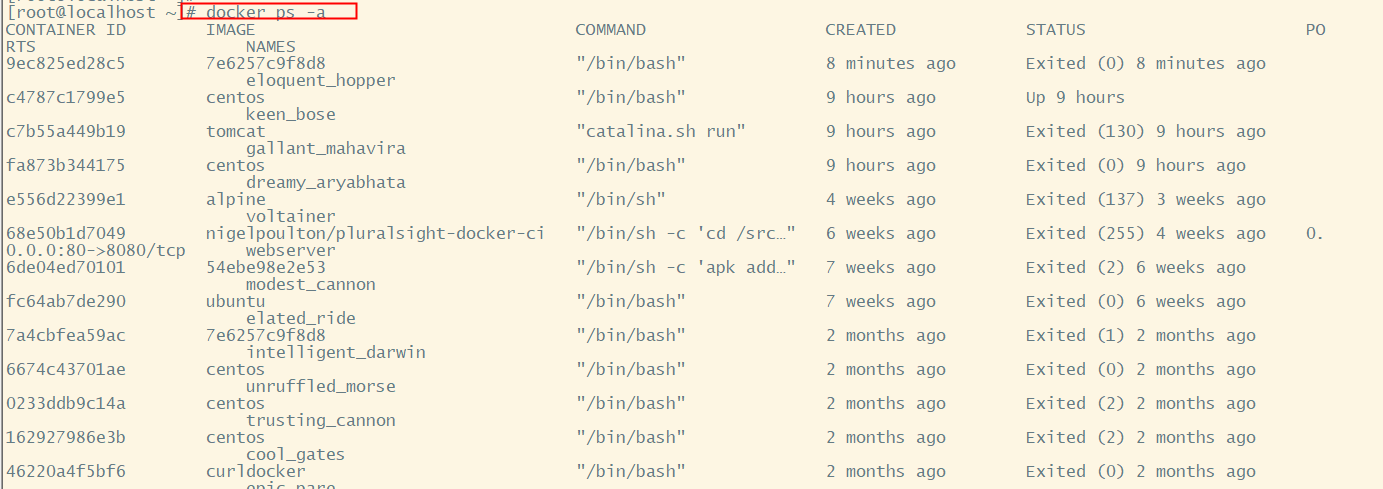 [root@localhost ~]# docker ps -a
CONTAINER ID        IMAGE                                COMMAND                  CREATED             STATUS                      PO
RTS                     NAMES
9ec825ed28c5        7e6257c9f8d8                         "/bin/bash"              8 minutes ago       Exited (0) 8 minutes ago
                        eloquent_hopper
c4787c1799e5        centos                               "/bin/bash"              9 hours ago         Up 9 hours
                        keen_bose
c7b55a449b19        tomcat                               "catalina.sh run"        9 hours ago         Exited (130) 9 hours ago
                        gallant_mahavira
fa873b344175        centos                               "/bin/bash"              9 hours ago         Exited (0) 9 hours ago
                        dreamy_aryabhata
e556d22399e1        alpine                               "/bin/sh"                4 weeks ago         Exited (137) 3 weeks ago
                        voltainer
68e50b1d7049        nigelpoulton/pluralsight-docker-ci   "/bin/sh -c 'cd /src…"   6 weeks ago         Exited (255) 4 weeks ago    0.
0.0.0:80->8080/tcp      webserver
6de04ed70101        54ebe98e2e53                         "/bin/sh -c 'apk add…"   7 weeks ago         Exited (2) 6 weeks ago
                        modest_cannon
fc64ab7de290        ubuntu                               "/bin/bash"              7 weeks ago         Exited (0) 6 weeks ago
                        elated_ride
7a4cbfea59ac        7e6257c9f8d8                         "/bin/bash"              2 months ago        Exited (1) 2 months ago
                        intelligent_darwin
6674c43701ae        centos                               "/bin/bash"              2 months ago        Exited (0) 2 months ago
                        unruffled_morse
0233ddb9c14a        centos                               "/bin/bash"              2 months ago        Exited (2) 2 months ago
                        trusting_cannon
162927986e3b        centos                               "/bin/bash"              2 months ago        Exited (2) 2 months ago
                        cool_gates
46220a4f5bf6        curldocker                           "/bin/bash"              2 months ago        Exited (0) 2 months ago